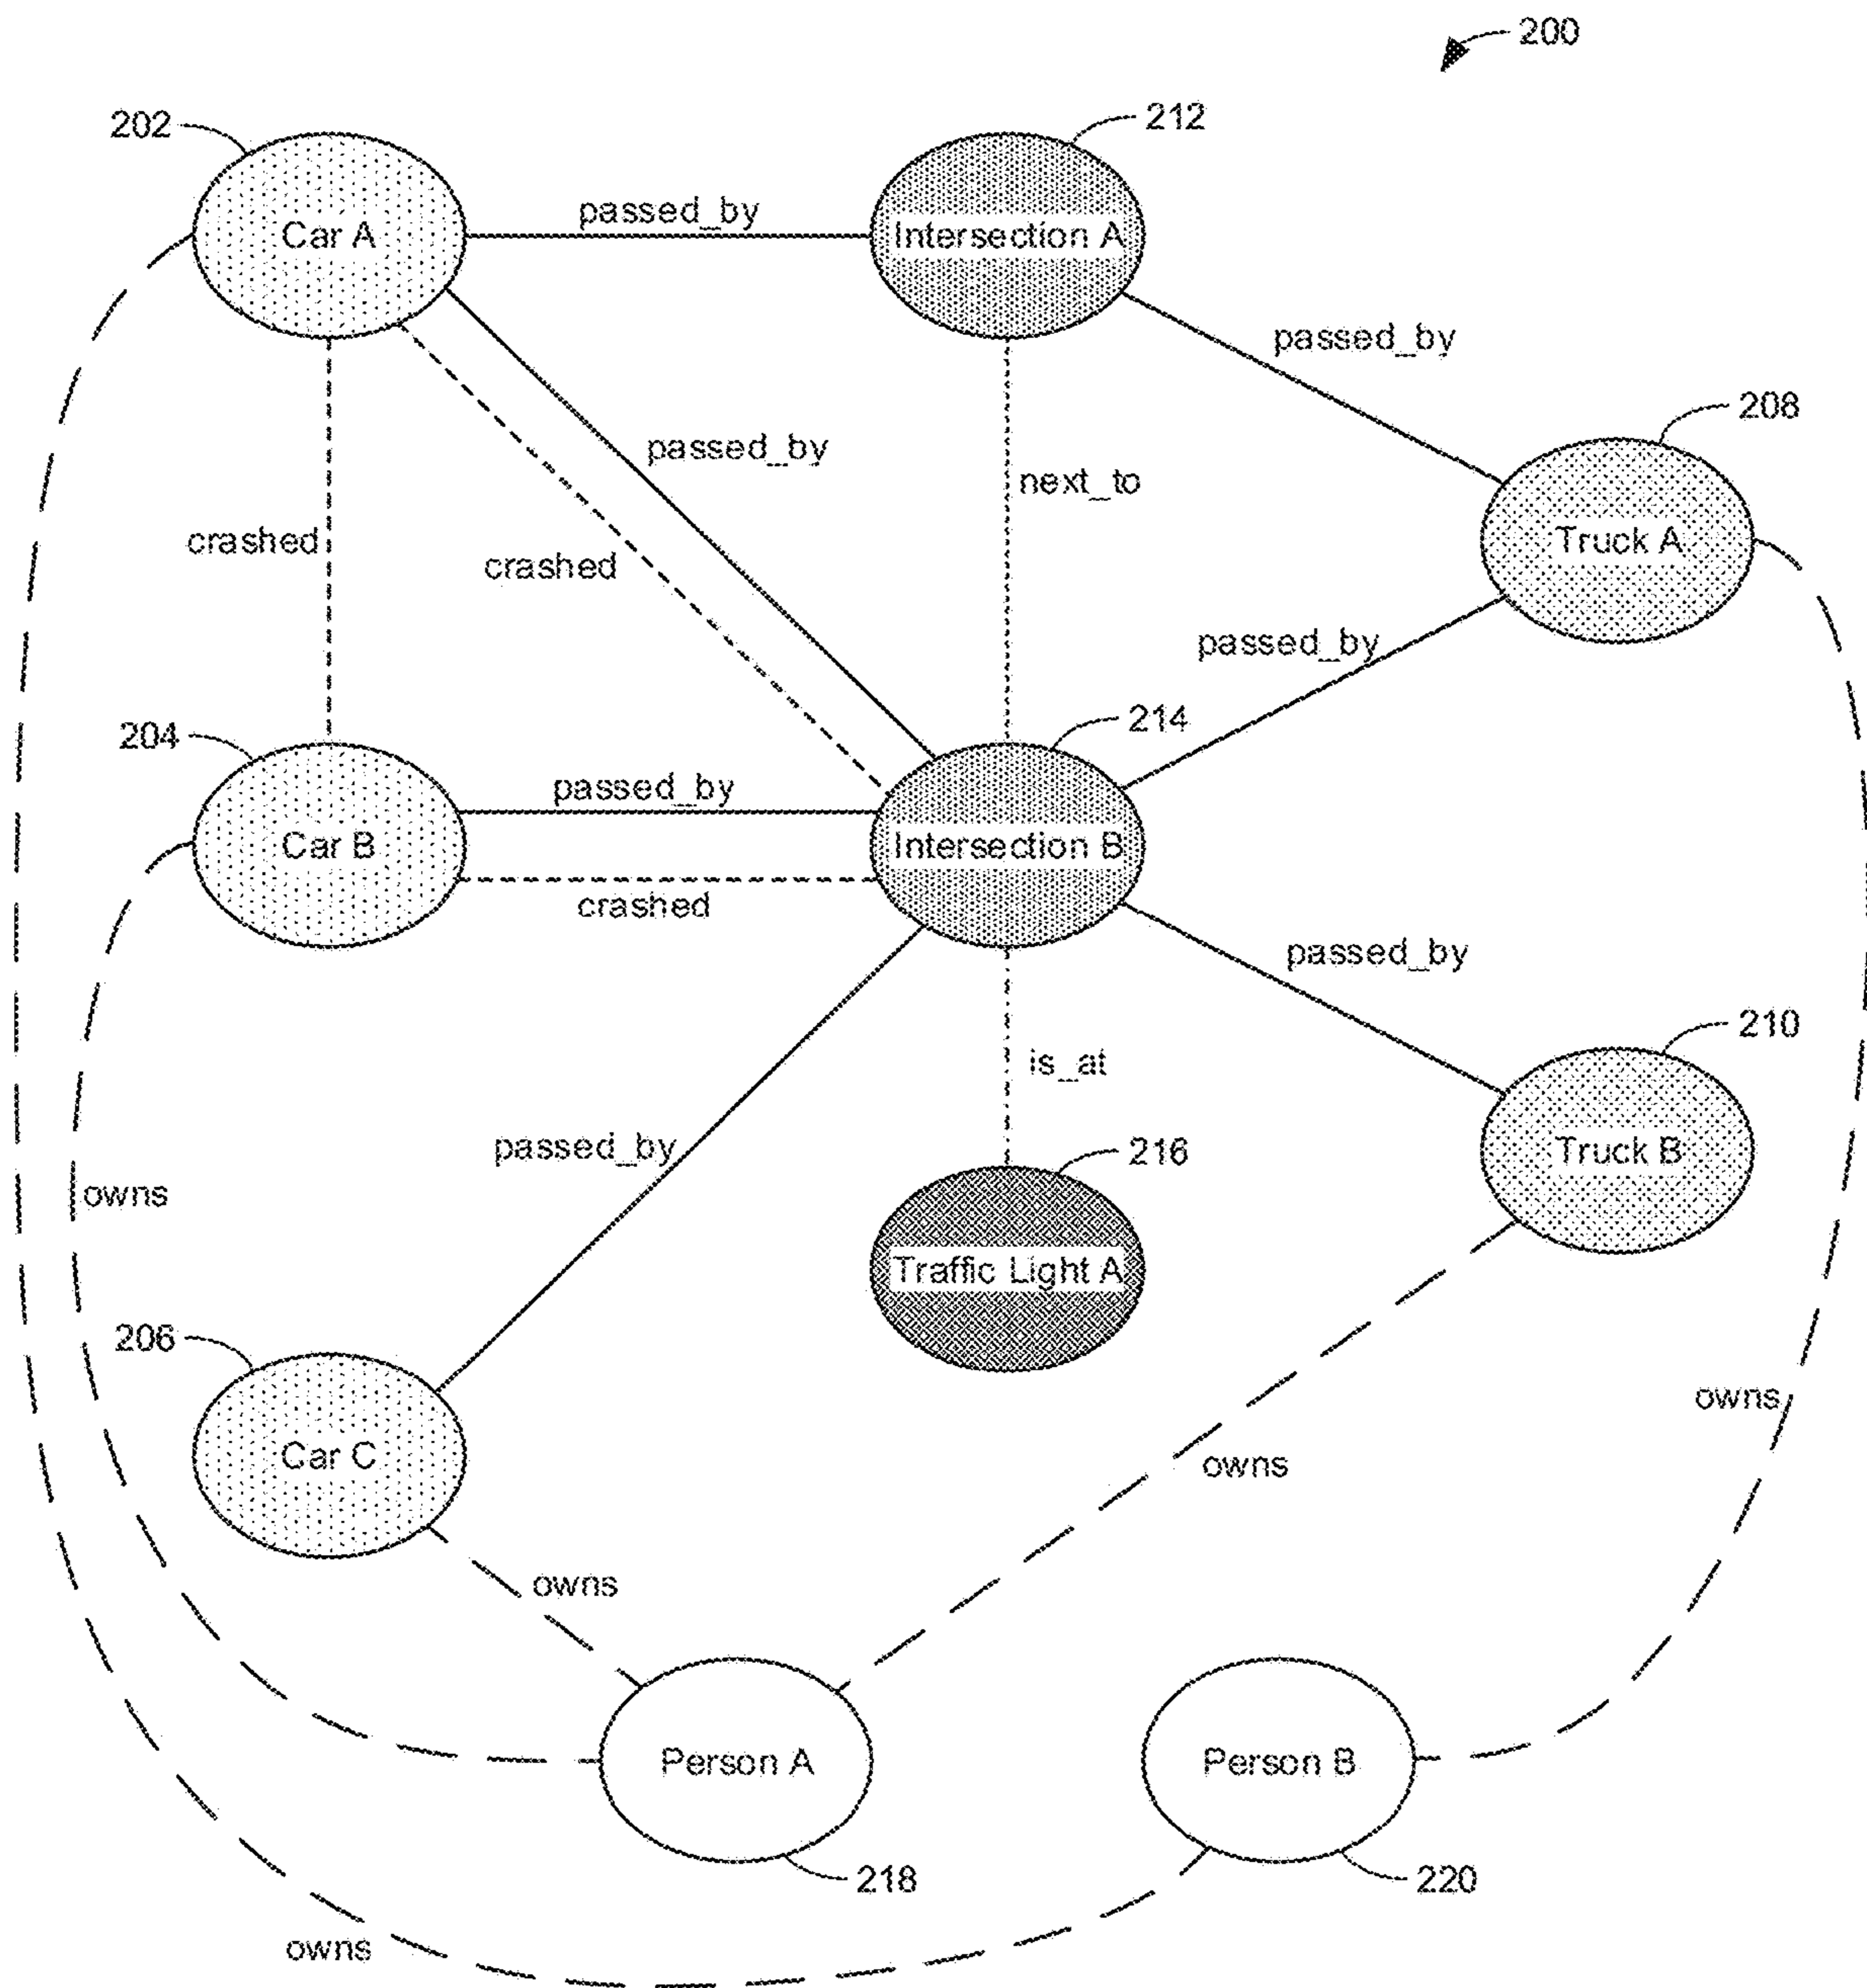 200
202
212
Car A
passed_by
Intersection A
passed_by
208
passed_by
next_to
crashed
crashed
Truck A
passed_by
204
214
passed_by
Car B
Intersection B
crashed
passed_by
210
is_at
passed_by
216
Truck B
owns
Traffic Light A
206
owns
Car C
owns
owns
Person A
Person B
218
220
owns